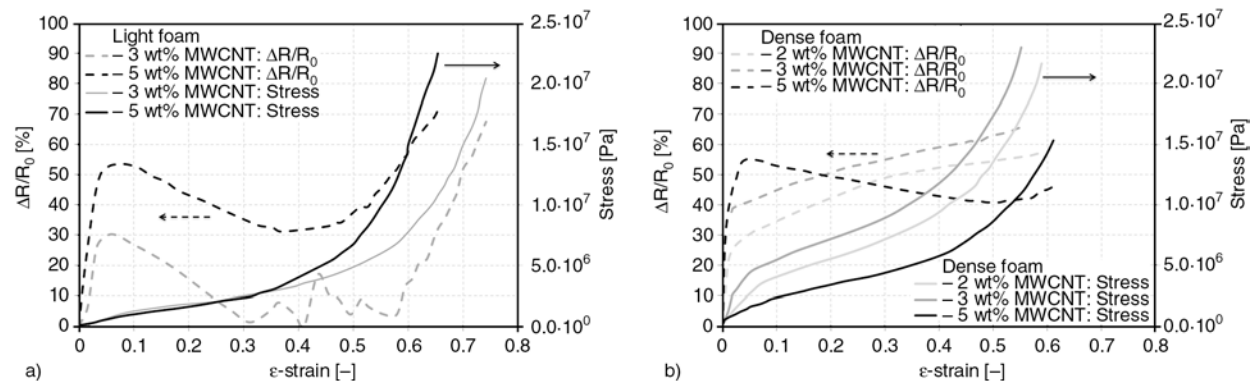 100
90
80
70
60
50
40
30
20
10
0
ΔR/R0 [%]
Light foam
– 3 wt% MWCNT: ΔR/R0
– 5 wt% MWCNT: ΔR/R0
– 3 wt% MWCNT: Stress
– 5 wt% MWCNT: Stress
2.5·10^7
2.0·10^7
1.5·10^7
1.0·10^7
5.0·10^6
0.0·10^0
Stress [Pa]
0 0.1 0.2 0.3 0.4 0.5 0.6 0.7 0.8
a) ε-strain [–]
100
90
80
70
60
50
40
30
20
10
0
ΔR/R0 [%]
Dense foam
– 2 wt% MWCNT: ΔR/R0
– 3 wt% MWCNT: ΔR/R0
– 5 wt% MWCNT: ΔR/R0
Dense foam
– 2 wt% MWCNT: Stress
– 3 wt% MWCNT: Stress
– 5 wt% MWCNT: Stress
2.5·10^7
2.0·10^7
1.5·10^7
1.0·10^7
5.0·10^6
0.0·10^0
Stress [Pa]
0 0.1 0.2 0.3 0.4 0.5 0.6 0.7 0.8
b) ε-strain [–]